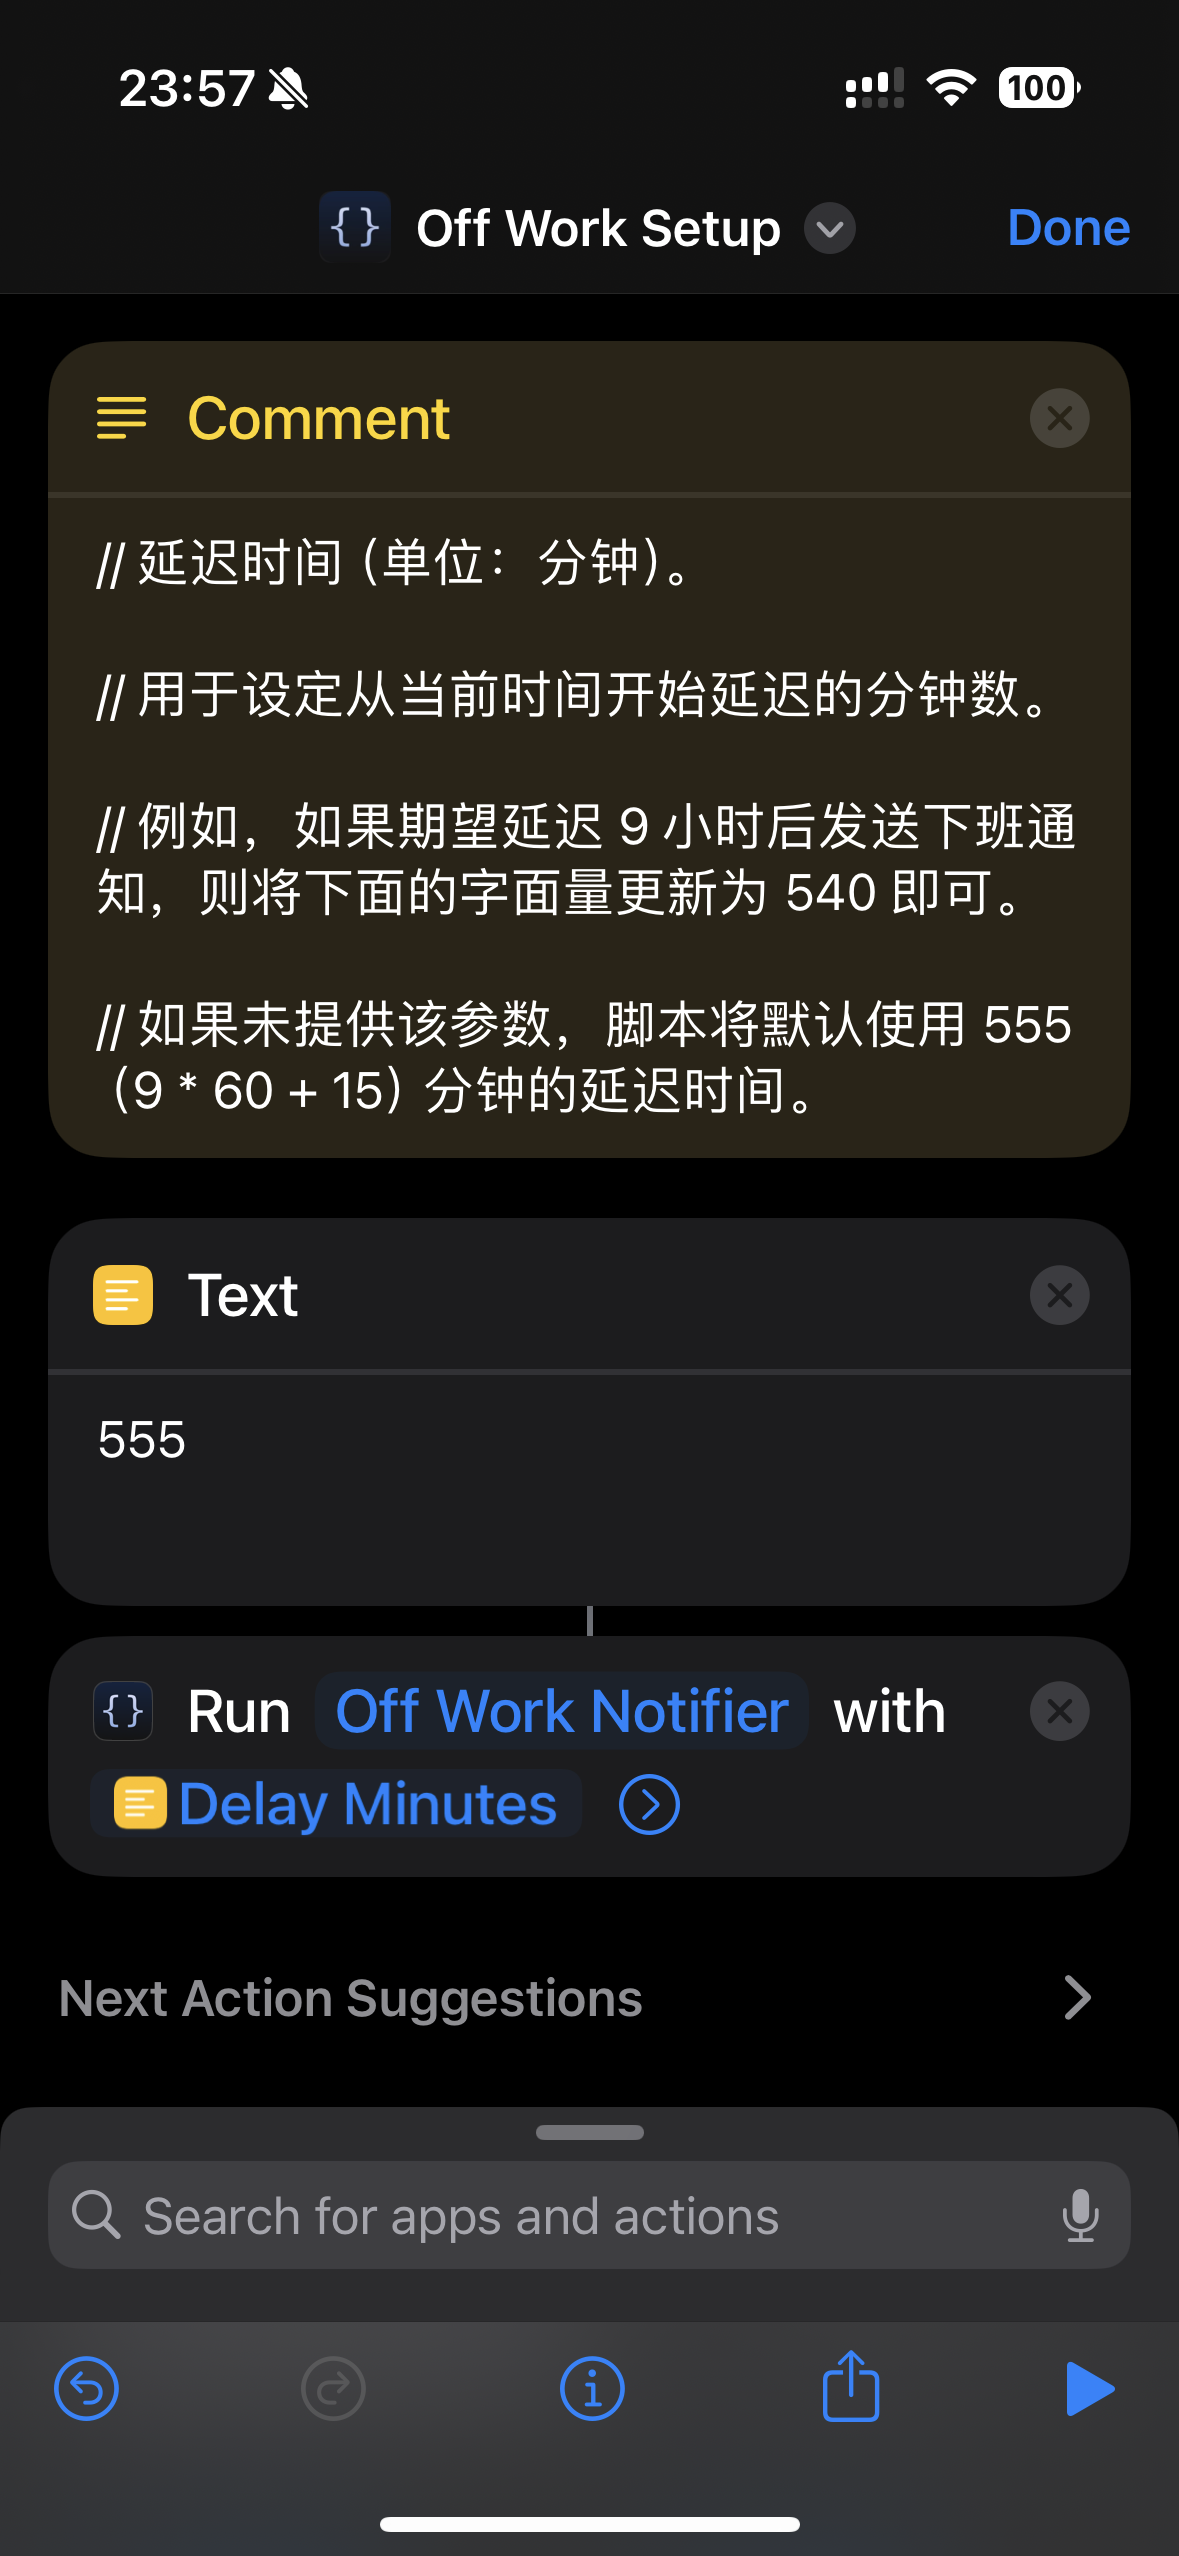 23:57
100
{} Off Work Setup
Done
Comment
// 延迟时间（单位：分钟）。
// 用于设定从当前时间开始延迟的分钟数。
// 例如，如果期望延迟 9 小时后发送下班通
知，则将下面的字面量更新为 540 即可。
// 如果未提供该参数，脚本将默认使用 555
（9 * 60 + 15）分钟的延迟时间。
Text
555
{} Run Off Work Notifier with
Delay Minutes
Next Action Suggestions
Search for apps and actions